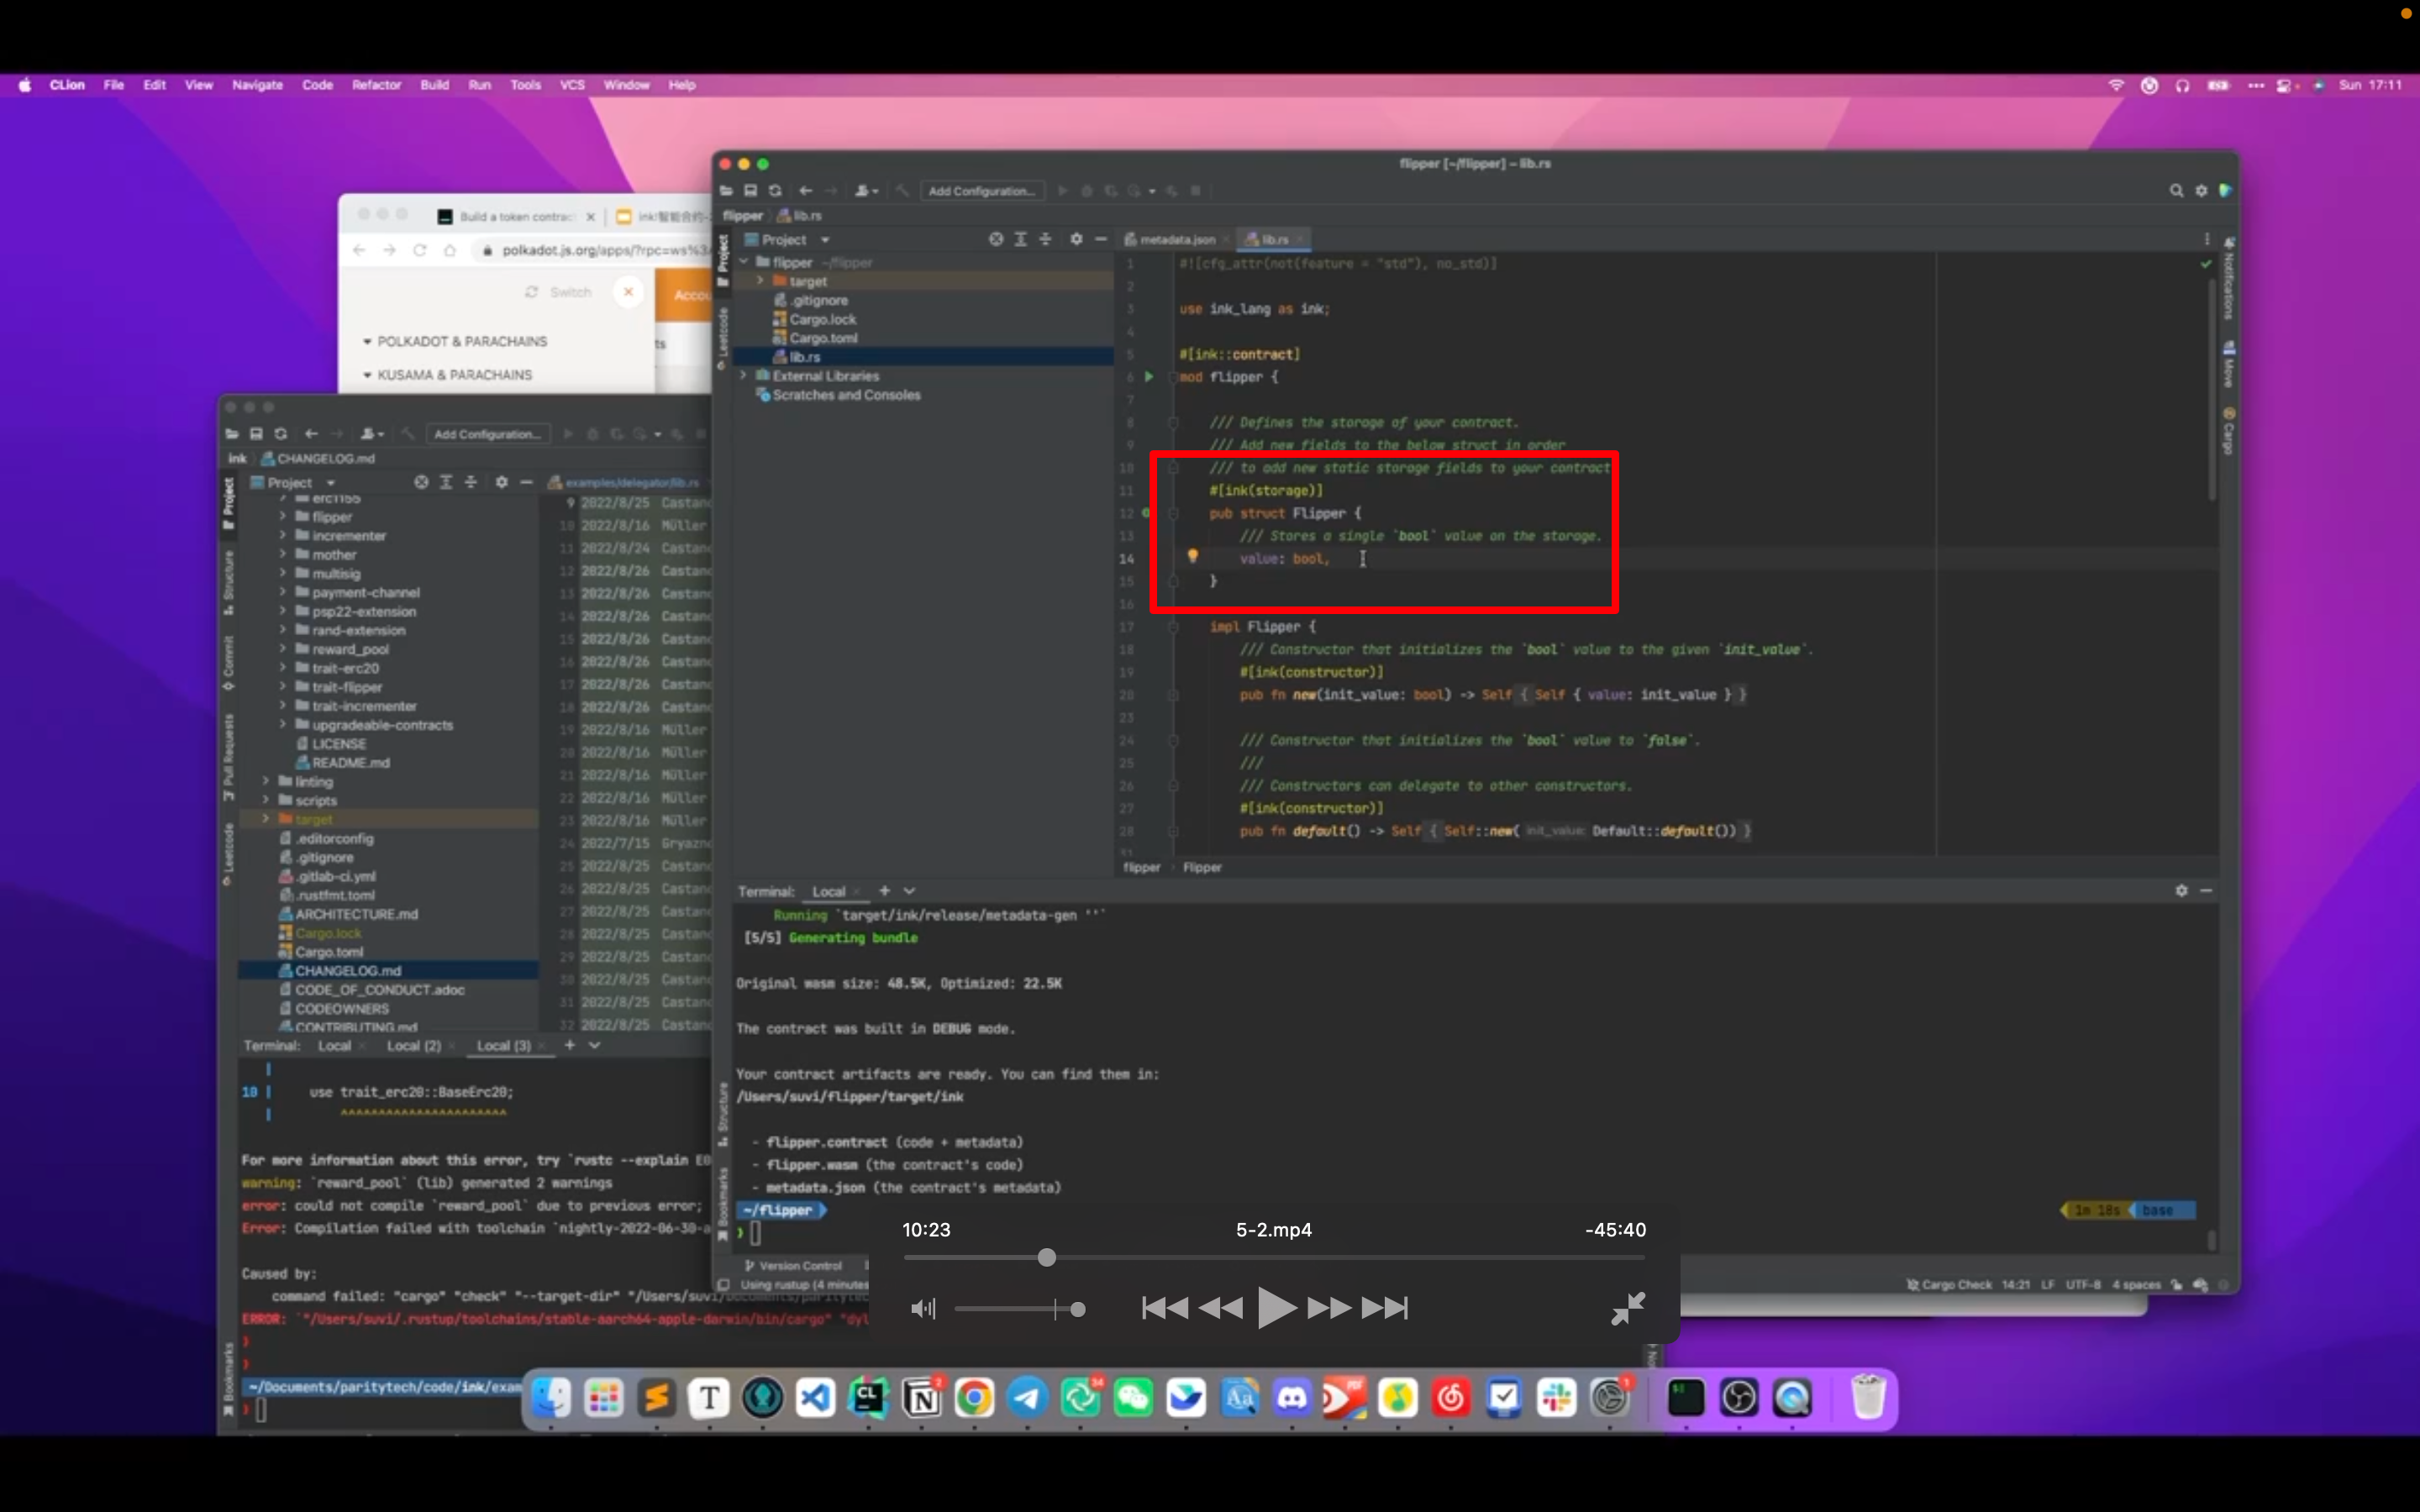 CLion File Edit View Navigate Code Refactor Build Run Tools VCS Window Help
Sun 17:11
Build a token contrac
ink!智能合约-
polkadot.js.org/apps/?rpc=ws%3
Switch
Accou
POLKADOT & PARACHAINS
KUSAMA & PARACHAINS
ts
Add Configuration...
ink CHANGELOG.md
Project
examples/delegator/lib.rs
erc1155
flipper
incrementer
mother
multisig
payment-channel
psp22-extension
rand-extension
reward_pool
trait-erc20
trait-flipper
trait-incrementer
upgradeable-contracts
LICENSE
README.md
linting
scripts
target
.editorconfig
.gitignore
.gitlab-ci.yml
.rustfmt.toml
ARCHITECTURE.md
Cargo.lock
Cargo.toml
CHANGELOG.md
CODE_OF_CONDUCT.adoc
CODEOWNERS
CONTRIBUTING.md
Project
Structure
Commit
Pull Requests
Leetcode
Bookmarks
9 2022/8/25 Castan
10 2022/8/16 Müller
11 2022/8/24 Castan
12 2022/8/26 Castan
13 2022/8/26 Castan
14 2022/8/26 Castan
15 2022/8/26 Castan
16 2022/8/26 Castan
17 2022/8/26 Castan
18 2022/8/26 Castan
19 2022/8/16 Müller
20 2022/8/16 Müller
21 2022/8/16 Müller
22 2022/8/16 Müller
23 2022/8/16 Müller
24 2022/7/15 Gryazn
25 2022/8/25 Castan
26 2022/8/25 Castan
27 2022/8/25 Castan
28 2022/8/25 Castan
29 2022/8/25 Castan
30 2022/8/25 Castan
31 2022/8/25 Castan
32 2022/8/25 Castan
Terminal: Local Local (2) Local (3)
10 | use trait_erc20::BaseErc20;
^^^^^^^^^^^^^^^^^^^^^^
For more information about this error, try `rustc --explain E0
warning: `reward_pool` (lib) generated 2 warnings
error: could not compile `reward_pool` due to previous error;
Error: Compilation failed with toolchain `nightly-2022-06-30-a
Caused by:
command failed: "cargo" "check" "--target-dir" "/Users/suvi/Documents/paritytec
ERROR: `"/Users/suvi/.rustup/toolchains/stable-aarch64-apple-darwin/bin/cargo" "dyl
~/Documents/paritytech/code/ink/exam
flipper [~/flipper] – lib.rs
Add Configuration...
flipper lib.rs
Project
metadata.json
lib.rs
flipper ~/flipper
target
.gitignore
Cargo.lock
Cargo.toml
lib.rs
External Libraries
Scratches and Consoles
Project
Leetcode
Structure
Bookmarks
Notifications
Move
Cargo
1 #![cfg_attr(not(feature = "std"), no_std)]
2
3 use ink_lang as ink;
4
5 #[ink::contract]
6 mod flipper {
7
8 /// Defines the storage of your contract.
9 /// Add new fields to the below struct in order
10 /// to add new static storage fields to your contract
11 #[ink(storage)]
12 pub struct Flipper {
13 /// Stores a single `bool` value on the storage.
14 value: bool,
15 }
16
17 impl Flipper {
18 /// Constructor that initializes the `bool` value to the given `init_value`.
19 #[ink(constructor)]
20 pub fn new(init_value: bool) -> Self { Self { value: init_value } }
23
24 /// Constructor that initializes the `bool` value to `false`.
25 ///
26 /// Constructors can delegate to other constructors.
27 #[ink(constructor)]
28 pub fn default() -> Self { Self::new( init_value: Default::default()) }
31
flipper Flipper
Terminal: Local
Running `target/ink/release/metadata-gen ''`
[5/5] Generating bundle
Original wasm size: 48.5K, Optimized: 22.5K
The contract was built in DEBUG mode.
Your contract artifacts are ready. You can find them in:
/Users/suvi/flipper/target/ink
- flipper.contract (code + metadata)
- flipper.wasm (the contract's code)
- metadata.json (the contract's metadata)
~/flipper
1m 18s base
10:23 5-2.mp4 -45:40
Version Control
Using rustup (4 minutes
Cargo Check 14:21 LF UTF-8 4 spaces